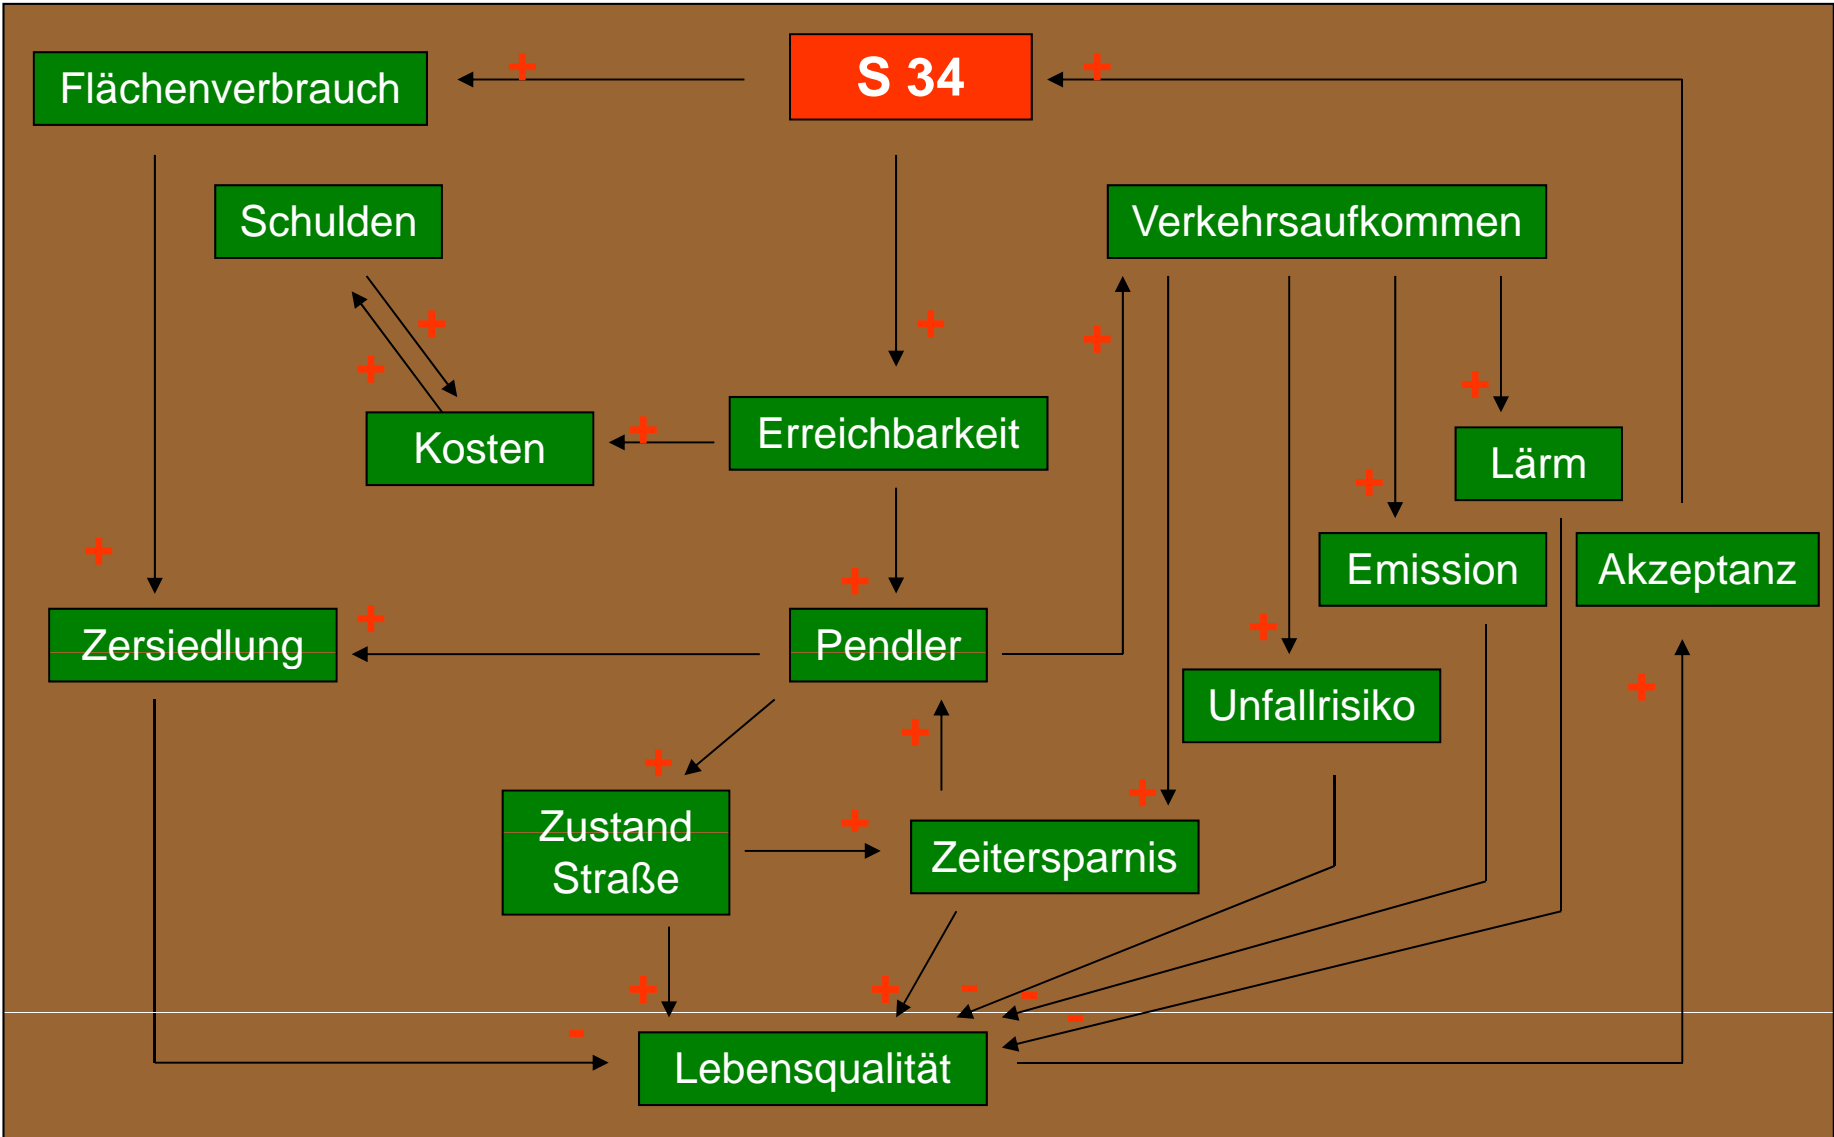 +
S 34
+
Flächenverbrauch
Schulden
Verkehrsaufkommen
+
+
+
+
+
+
Erreichbarkeit
+
Kosten
Lärm
+
+
Emission
Akzeptanz
+
+
+
Zersiedlung
Pendler
+
Unfallrisiko
+
+
+
+
Zustand
Straße
Zeitersparnis
+
+
-
-
-
-
Lebensqualität